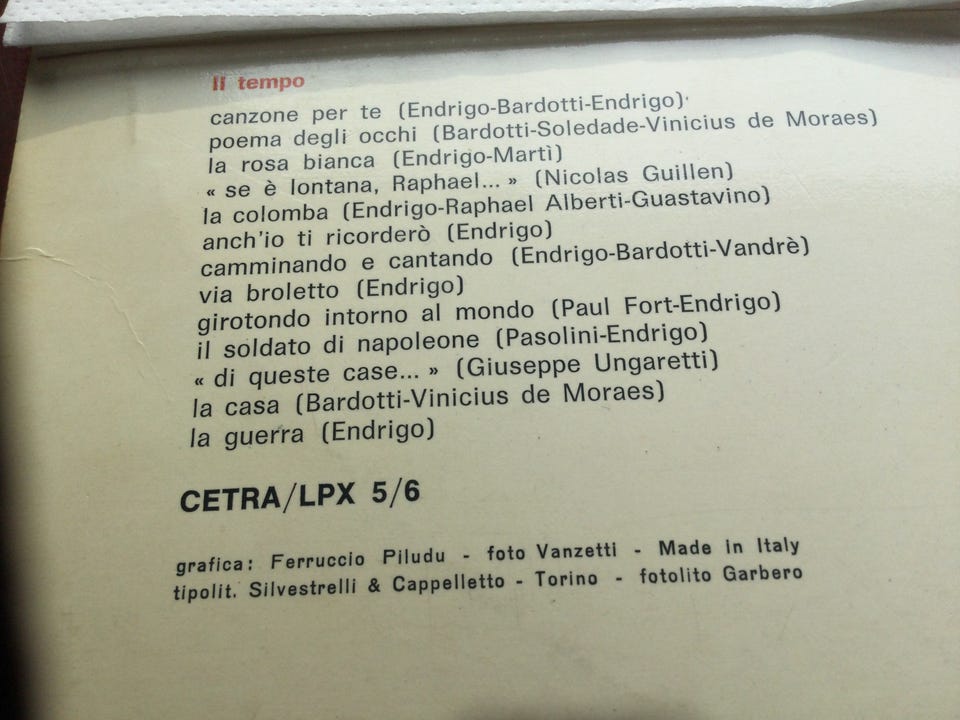 II tempo
canzone per te (Endrigo-Bardotti-Endrigo)
poema degli occhi (Bardotti-Soledade-Vinicius de Moraes)
la rosa bianca (Endrigo-Martì)
« se è lontana, Raphael... » (Nicolas Guillen)
la colomba (Endrigo-Raphael Alberti-Guastavino)
anch'io ti ricorderò (Endrigo)
camminando e cantando (Endrigo-Bardotti-Vandrè)
via broletto (Endrigo)
girotondo intorno al mondo (Paul Fort-Endrigo)
il soldato di napoleone (Pasolini-Endrigo)
« di queste case... » (Giuseppe Ungaretti)
la casa (Bardotti-Vinicius de Moraes)
la guerra (Endrigo)
CETRA/LPX 5/6
grafica: Ferruccio Piludu - foto Vanzetti - Made in Italy
tipolit. Silvestrelli & Cappelletto - Torino - fotolito Garbero